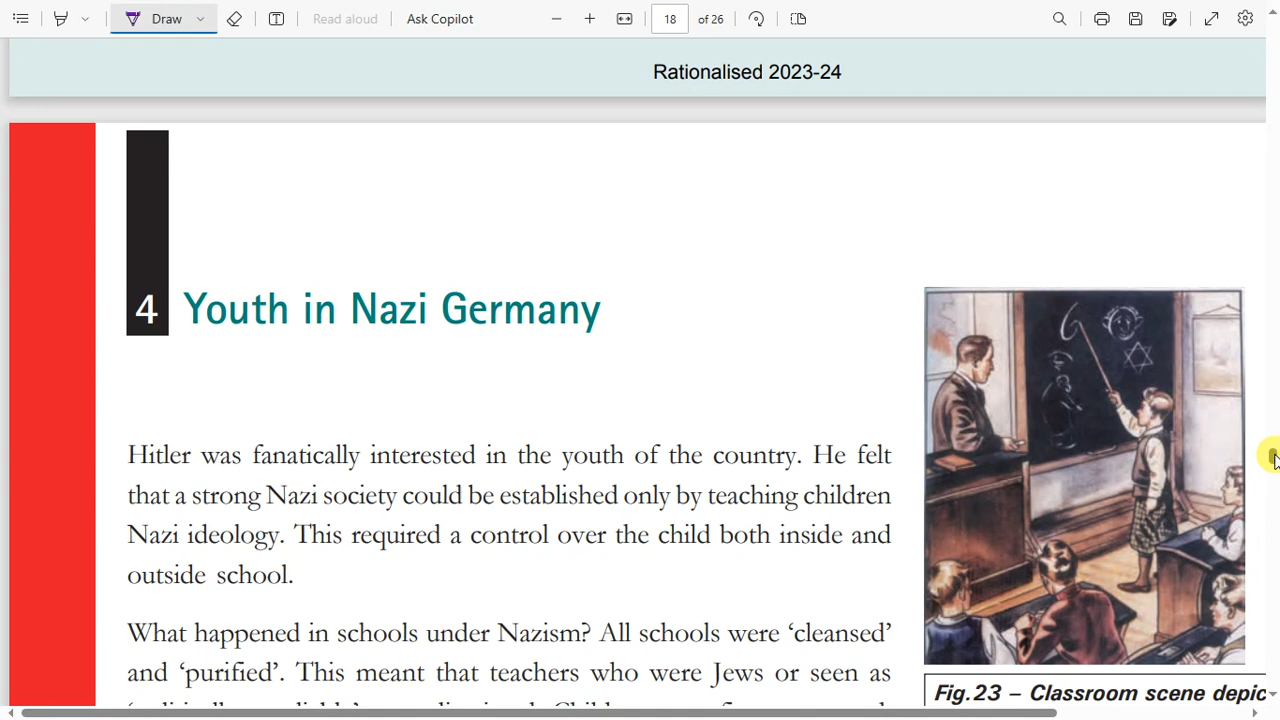 Draw
Read aloud
Ask Copilot
18
of 26
Rationalised 2023-24
4 Youth in Nazi Germany
Hitler was fanatically interested in the youth of the country. He felt
that a strong Nazi society could be established only by teaching children
Nazi ideology. This required a control over the child both inside and
outside school.
What happened in schools under Nazism? All schools were ‘cleansed’
and ‘purified’. This meant that teachers who were Jews or seen as
Fig.23 – Classroom scene depic